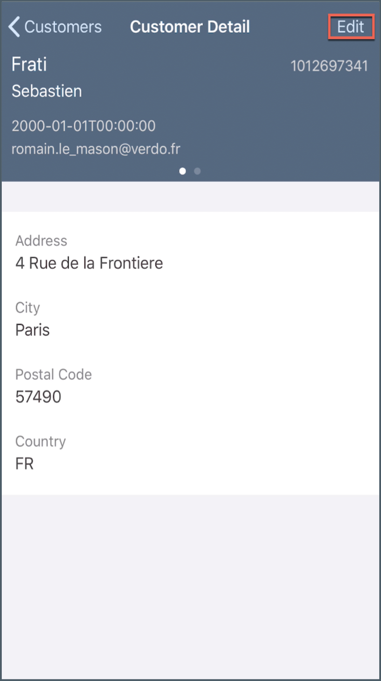 Customers
Customer Detail
Edit
Frati
1012697341
Sebastien
2000-01-01T00:00:00
romain.le_mason@verdo.fr
Address
4 Rue de la Frontiere
City
Paris
Postal Code
57490
Country
FR